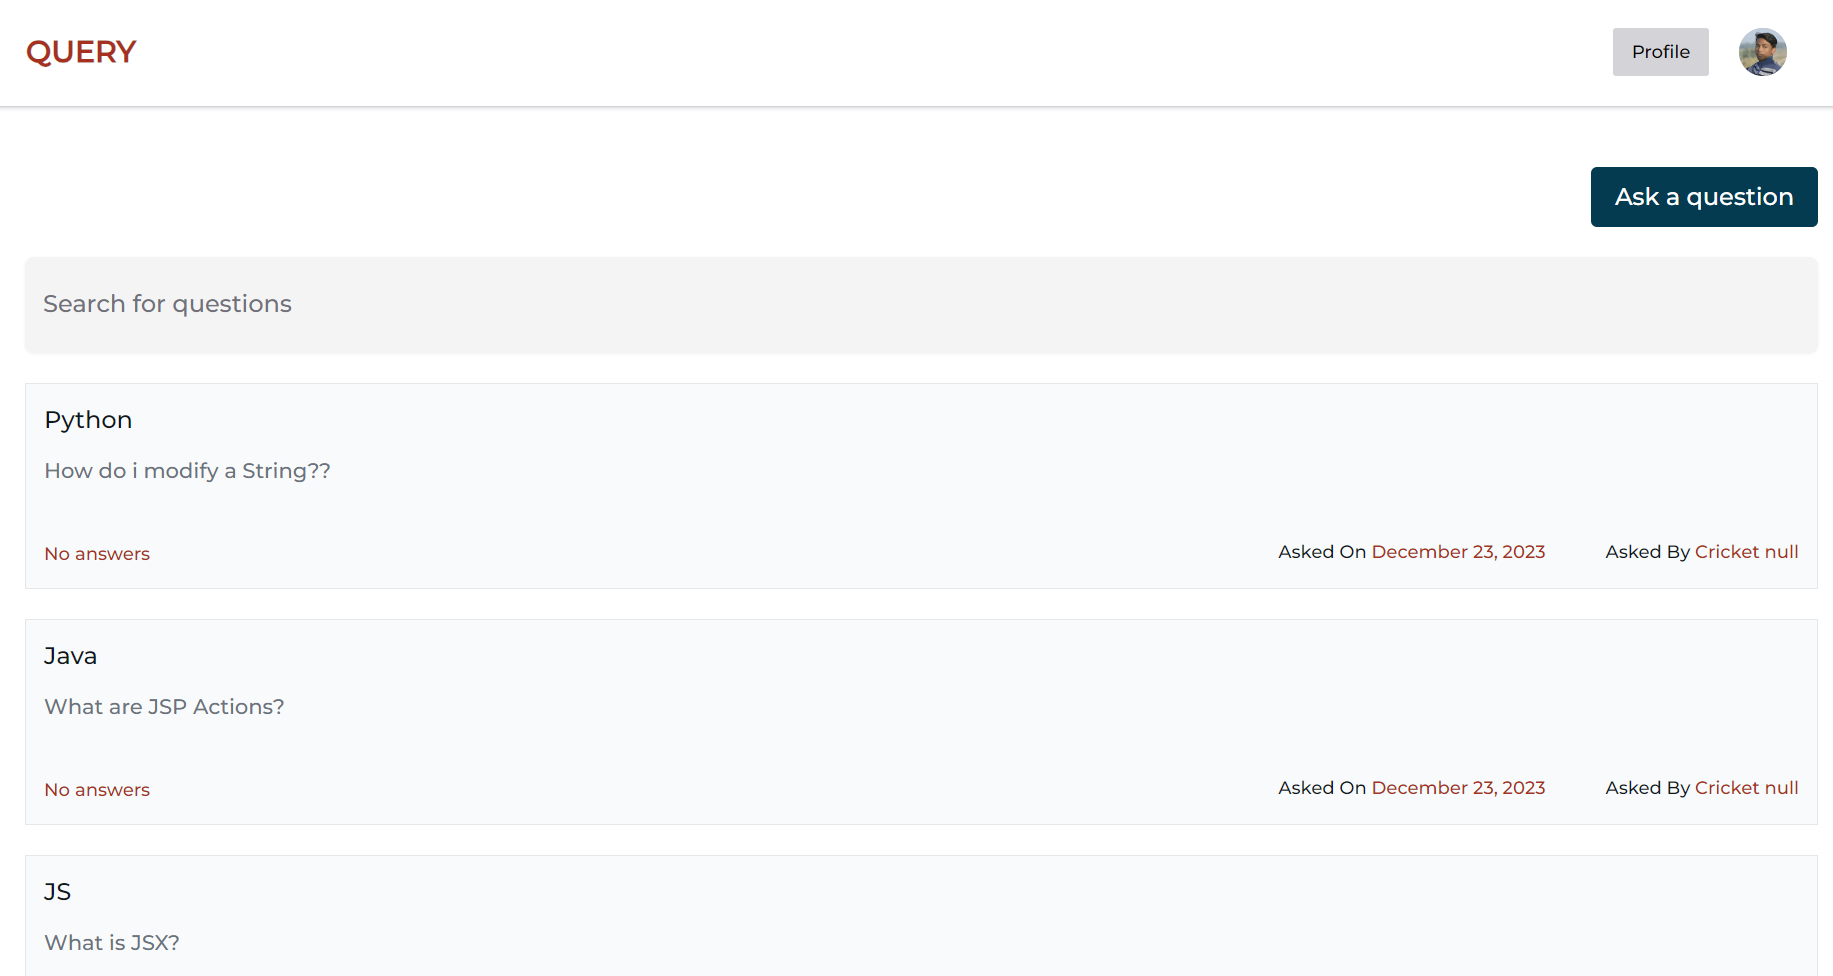 QUERY
Profile
Ask a question
Search for questions
Python
How do i modify a String??
No answers
Asked On December 23, 2023
Asked By Cricket null
Java
What are JSP Actions?
No answers
Asked On December 23, 2023
Asked By Cricket null
JS
What is JSX?